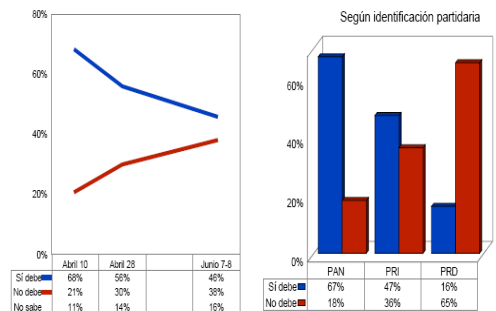 80%
60%
40%
20%
0%
Abril 10 Abril 28 Junio 7-8
Sí debe 68% 56% 46%
No debe 21% 30% 38%
No sabe 11% 14% 16%
Según identificación partidaria
60%
40%
20%
0%
PAN PRI PRD
Sí debe 67% 47% 16%
No debe 18% 36% 65%